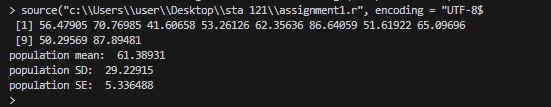 > source("c:\\Users\\user\\Desktop\\sta 121\\assignment1.r", encoding = "UTF-8$
[1] 56.47905 70.76985 41.60658 53.26126 62.35636 86.64059 51.61922 65.09696
[9] 50.29569 87.89481
population mean:  61.38931
population SD:  29.22915
population SE:  5.336488
>